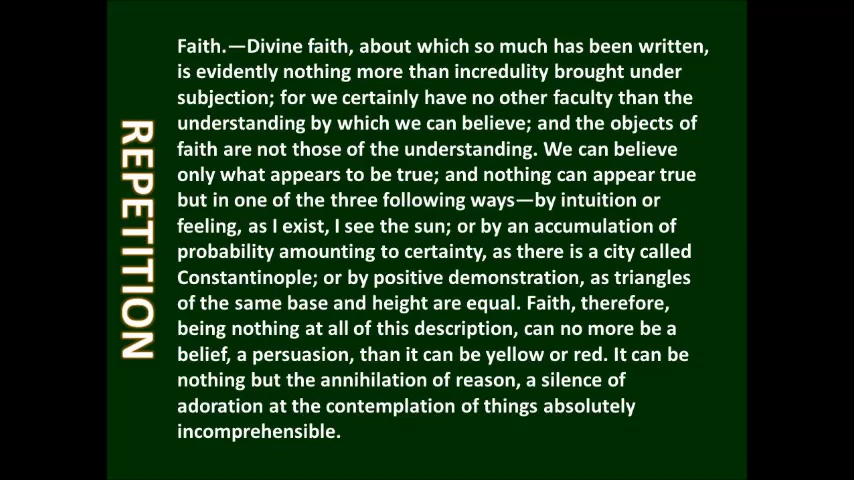 REPETITION
Faith.—Divine faith, about which so much has been written,
is evidently nothing more than incredulity brought under
subjection; for we certainly have no other faculty than the
understanding by which we can believe; and the objects of
faith are not those of the understanding. We can believe
only what appears to be true; and nothing can appear true
but in one of the three following ways—by intuition or
feeling, as I exist, I see the sun; or by an accumulation of
probability amounting to certainty, as there is a city called
Constantinople; or by positive demonstration, as triangles
of the same base and height are equal. Faith, therefore,
being nothing at all of this description, can no more be a
belief, a persuasion, than it can be yellow or red. It can be
nothing but the annihilation of reason, a silence of
adoration at the contemplation of things absolutely
incomprehensible.